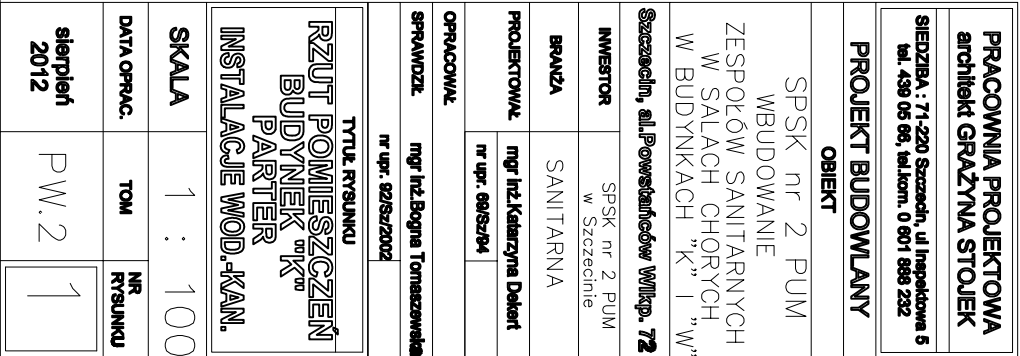 PRACOWNIA PROJEKTOWA
architekt GRAŻYNA STOJEK
SIEDZIBA : 71-220 Szczecin, ul Inspektowa 5
tel. 439 05 66, tel.kom. 0 601 888 232
PROJEKT BUDOWLANY
OBIEKT
SPSK nr 2 PUM
WBUDOWANIE
ZESPOŁÓW SANITARNYCH
W SALACH CHORYCH
W BUDYNKACH "K" I "W"
Szczecin, al.Powstańców Wlkp. 72
INWESTOR
SPSK nr 2 PUM
w Szczecinie
BRANŻA
SANITARNA
PROJEKTOWAŁ
mgr inż.Katarzyna Dekert
nr upr. 69/Sz/94
OPRACOWAŁ
SPRAWDZIŁ
mgr inż.Bogna Tomaszewska
nr upr. 92/Sz/2002
TYTUŁ RYSUNKU
RZUT POMIESZCZEŃ
BUDYNEK "K"
PARTER
INSTALACJE WOD.-KAN.
SKALA
1 : 100
DATA OPRAC.
TOM
NR
RYSUNKU
sierpień
2012
PW.2
1